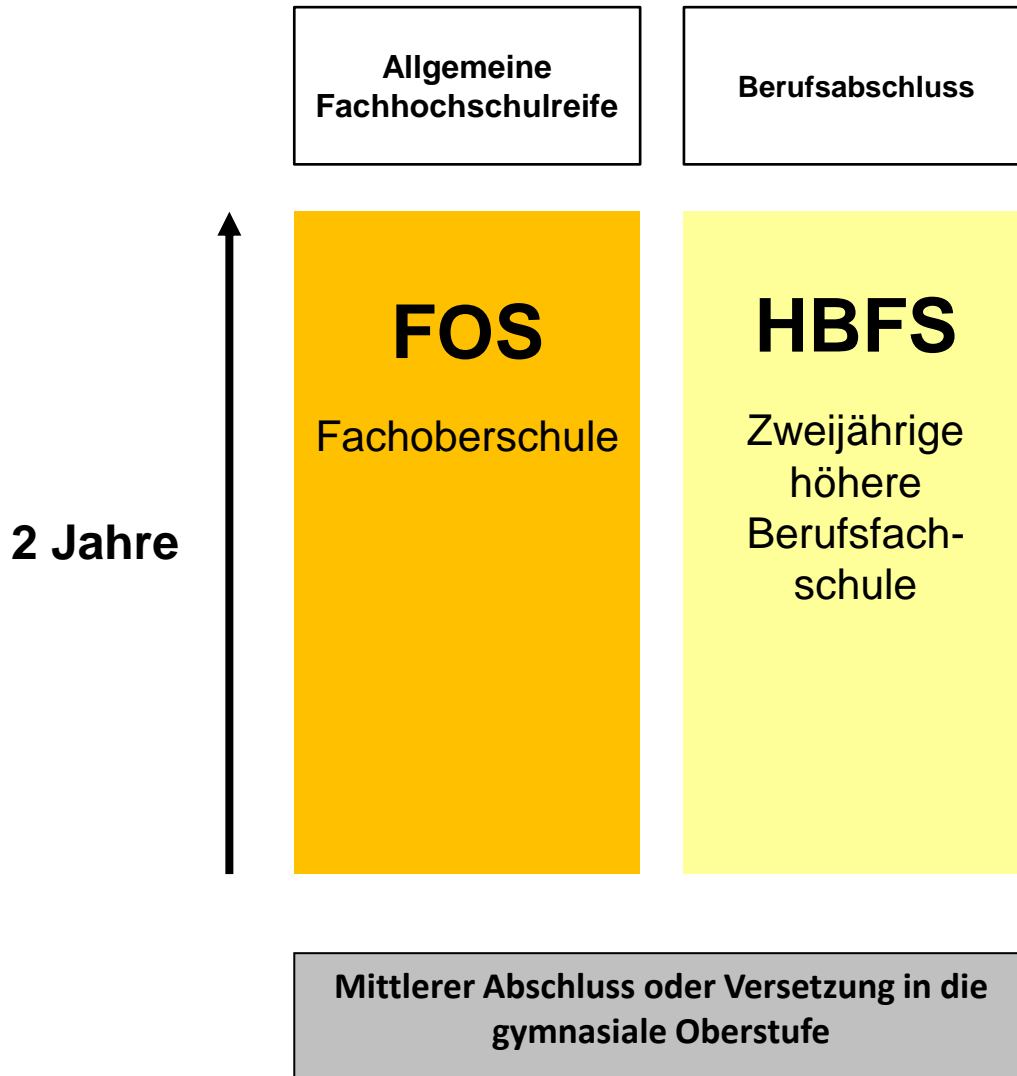 Allgemeine
Fachhochschulreife
Berufsabschluss
FOS
Fachoberschule
HBFS
Zweijährige
höhere
Berufsfach-
schule
2 Jahre
Mittlerer Abschluss oder Versetzung in die
gymnasiale Oberstufe